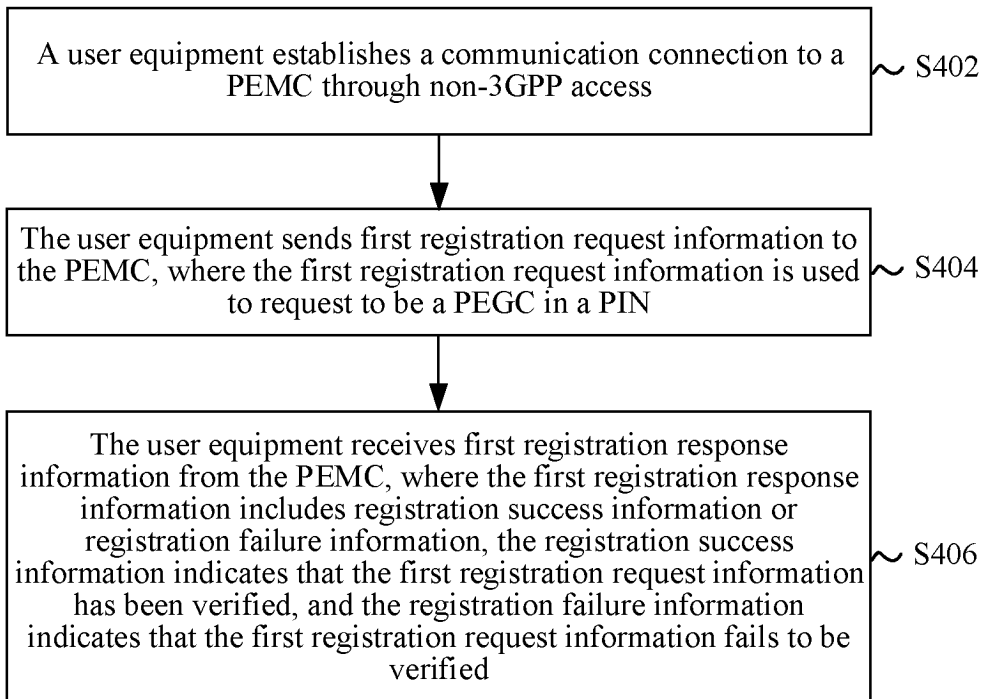 A user equipment establishes a communication connection to a
PEMC through non-3GPP access
S402
The user equipment sends first registration request information to
the PEMC, where the first registration request information is used
to request to be a PEGC in a PIN
S404
The user equipment receives first registration response
information from the PEMC, where the first registration response
information includes registration success information or
registration failure information, the registration success
information indicates that the first registration request information
has been verified, and the registration failure information
indicates that the first registration request information fails to be
verified
S406